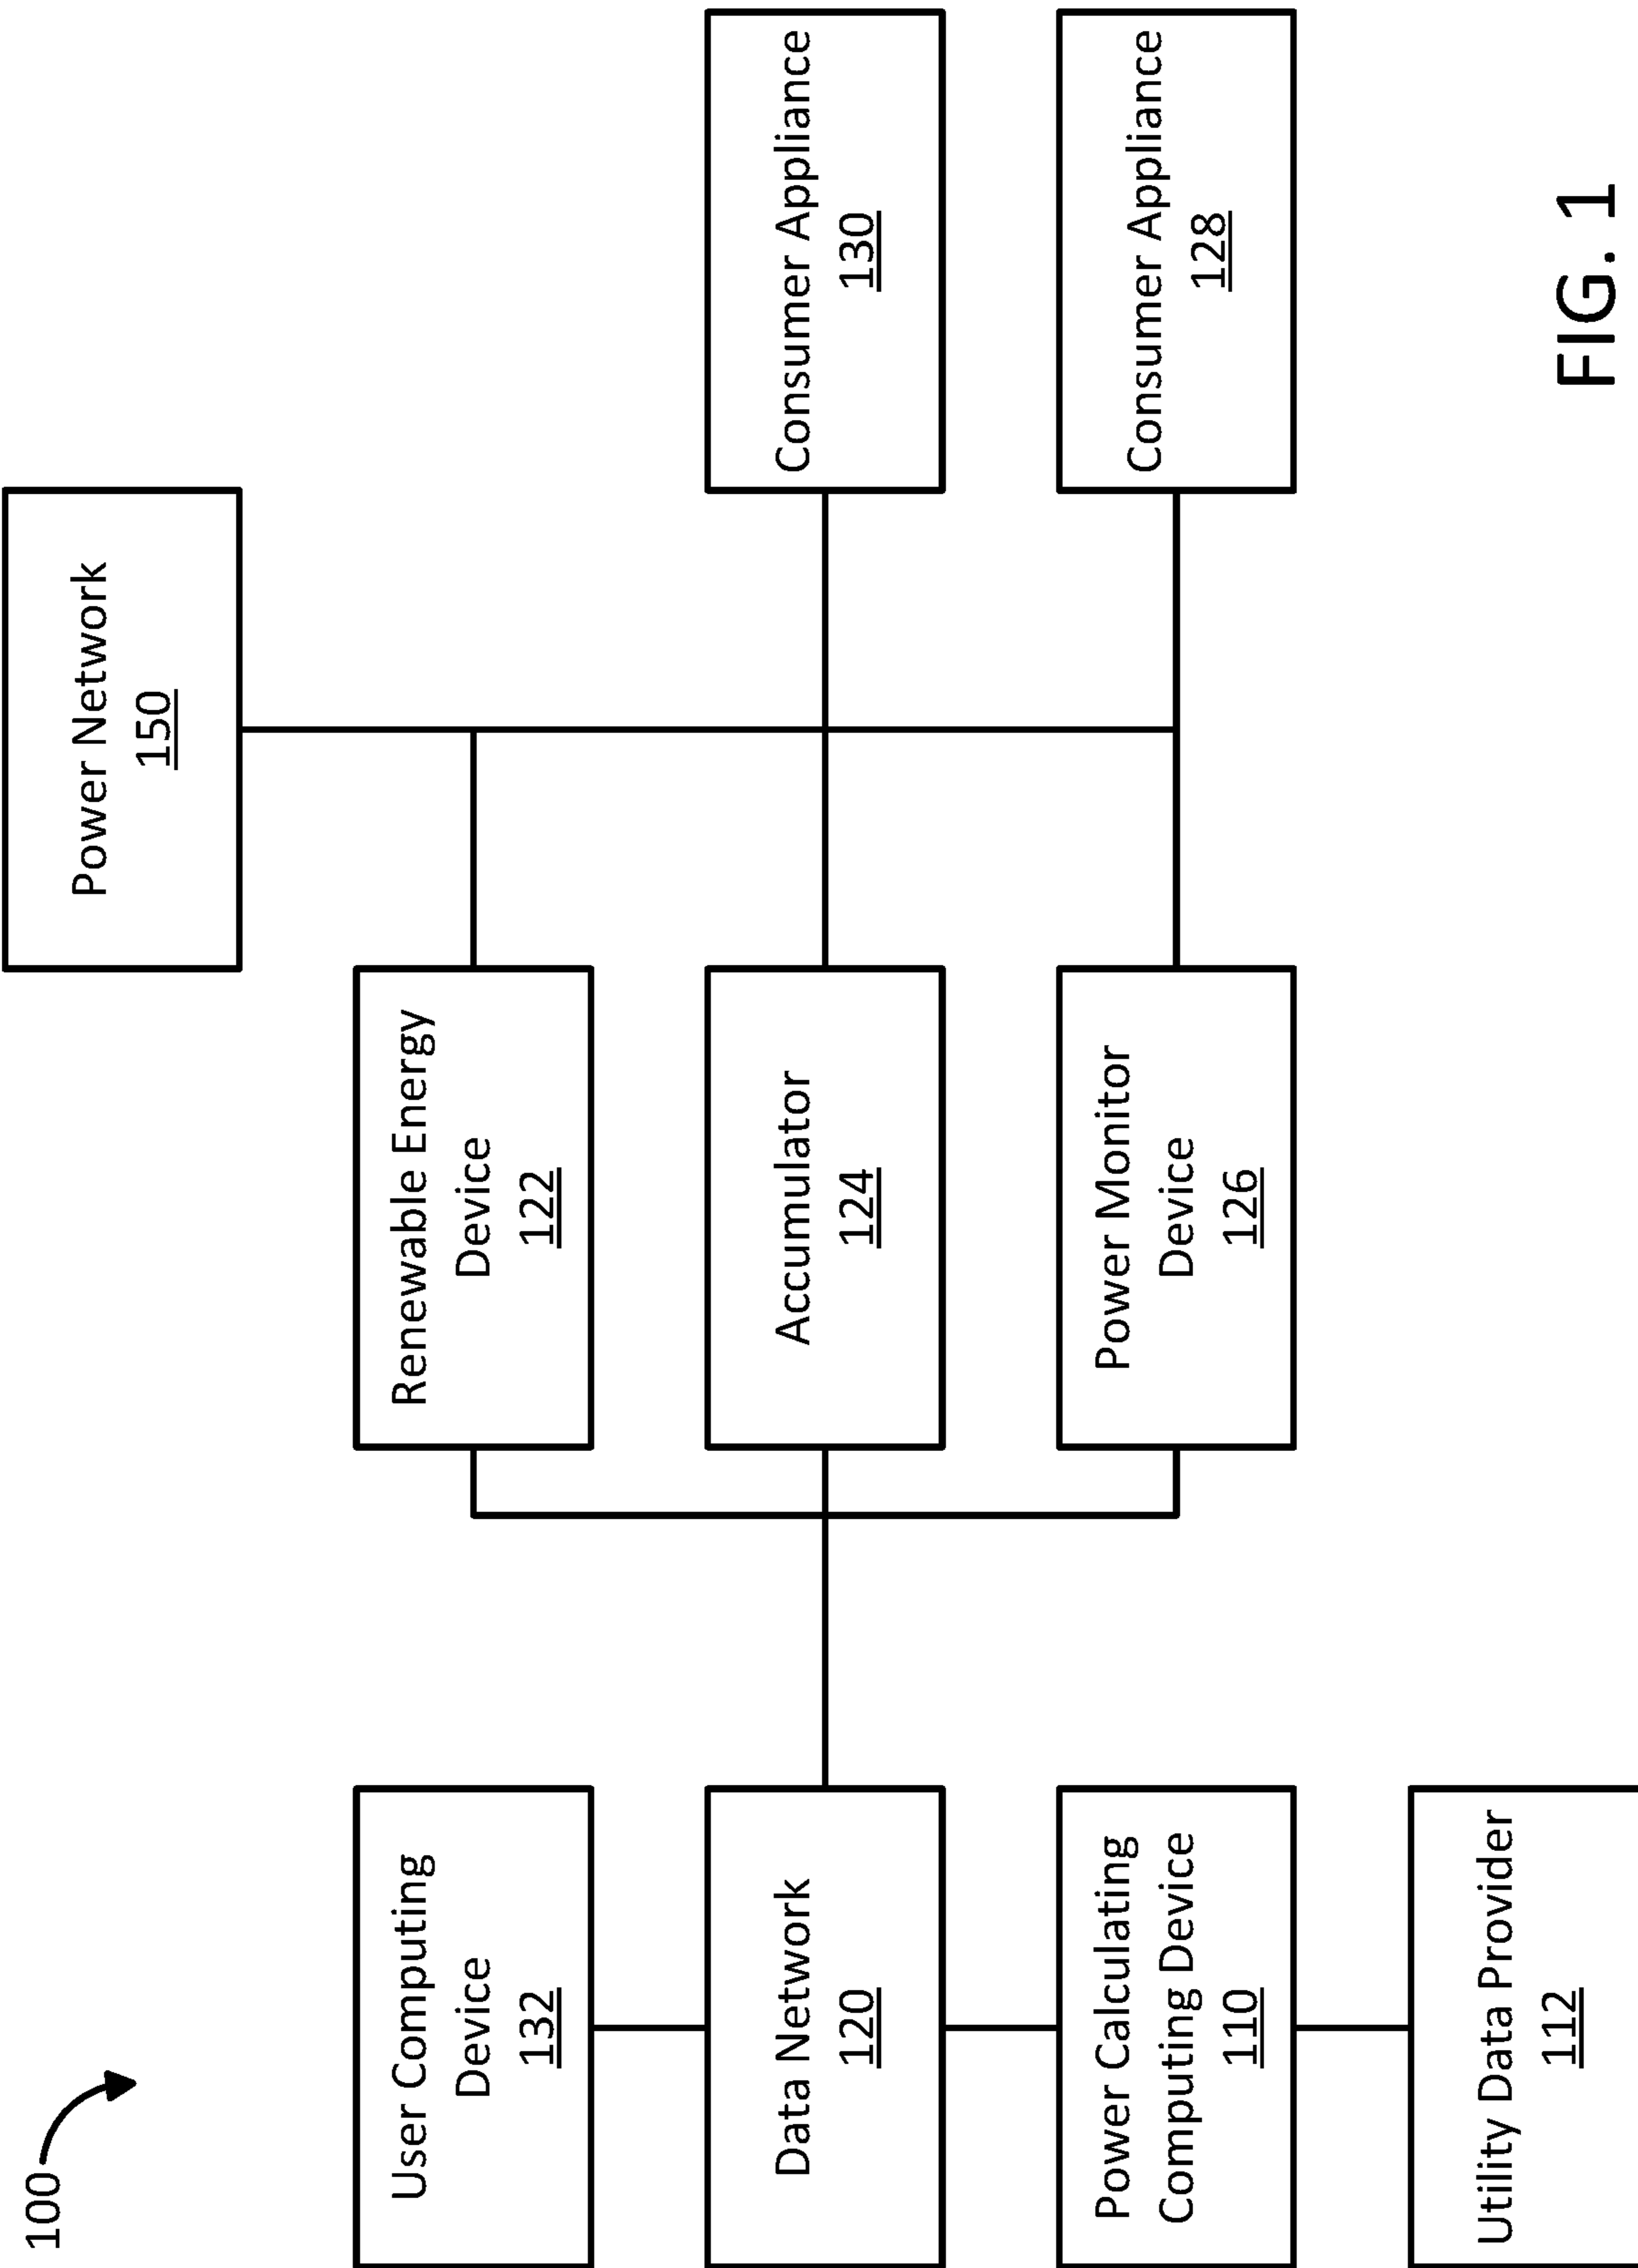 100
Power Network
150
User Computing
Device
132
Renewable Energy
Device
122
Data Network
120
Accumulator
124
Consumer Appliance
130
Power Calculating
Computing Device
110
Power Monitor
Device
126
Consumer Appliance
128
Utility Data Provider
112
FIG. 1